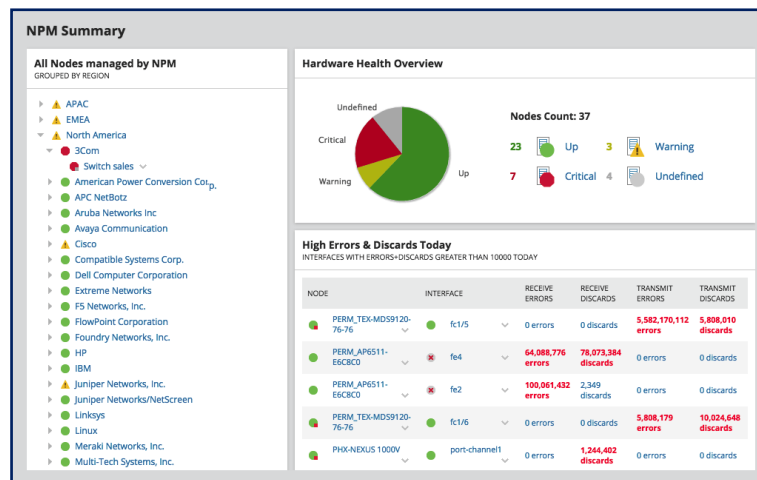 NPM Summary
All Nodes managed by NPM
GROUPED BY REGION
APAC
EMEA
North America
3Com
Switch sales
American Power Conversion Corp.
APC NetBotz
Aruba Networks Inc
Avaya Communication
Cisco
Compatible Systems Corp.
Dell Computer Corporation
Extreme Networks
F5 Networks, Inc.
FlowPoint Corporation
Foundry Networks, Inc.
HP
IBM
Juniper Networks, Inc.
Juniper Networks/NetScreen
Linksys
Linux
Meraki Networks, Inc.
Multi-Tech Systems, Inc.
Hardware Health Overview
Undefined
Critical
Warning
Up
Nodes Count: 37
23 Up 3 Warning
7 Critical 4 Undefined
High Errors & Discards Today
INTERFACES WITH ERRORS+DISCARDS GREATER THAN 10000 TODAY
NODE INTERFACE RECEIVE ERRORS RECEIVE DISCARDS TRANSMIT ERRORS TRANSMIT DISCARDS
PERM_TEX-MDS9120-76-76 fc1/5 0 errors 0 discards 5,582,170,112 errors 5,808,010 discards
PERM_AP6511-E6C8C0 fe4 64,088,776 errors 78,073,384 discards 0 errors 0 discards
PERM_AP6511-E6C8C0 fe2 100,061,432 errors 2,349 discards 0 errors 0 discards
PERM_TEX-MDS9120-76-76 fc1/6 0 errors 0 discards 5,808,179 errors 10,024,648 discards
PHX-NEXUS 1000V port-channel1 0 errors 1,244,402 discards 0 errors 0 discards